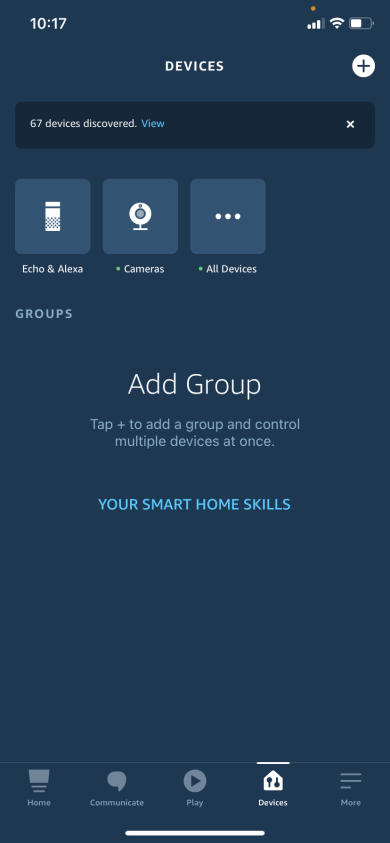 10:17
DEVICES
67 devices discovered. View
Echo & Alexa
Cameras
All Devices
GROUPS
Add Group
Tap + to add a group and control
multiple devices at once.
YOUR SMART HOME SKILLS
Home
Communicate
Play
Devices
More